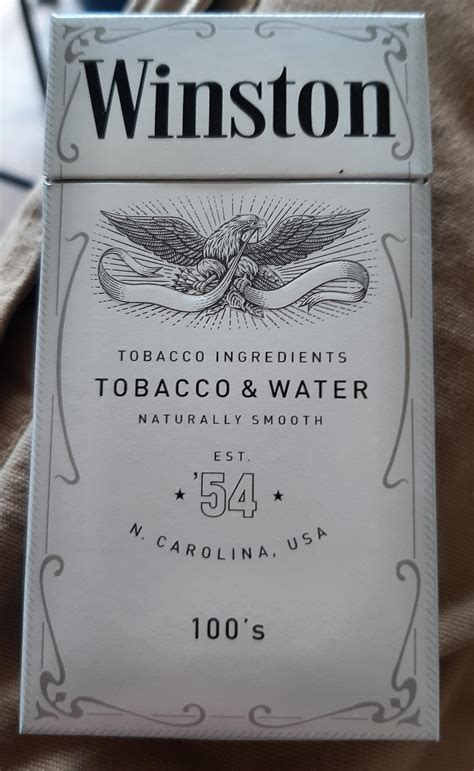 Winston
TOBACCO INGREDIENTS
TOBACCO & WATER
NATURALLY SMOOTH
EST.
★ '54 ★
N. CAROLINA, USA
100's